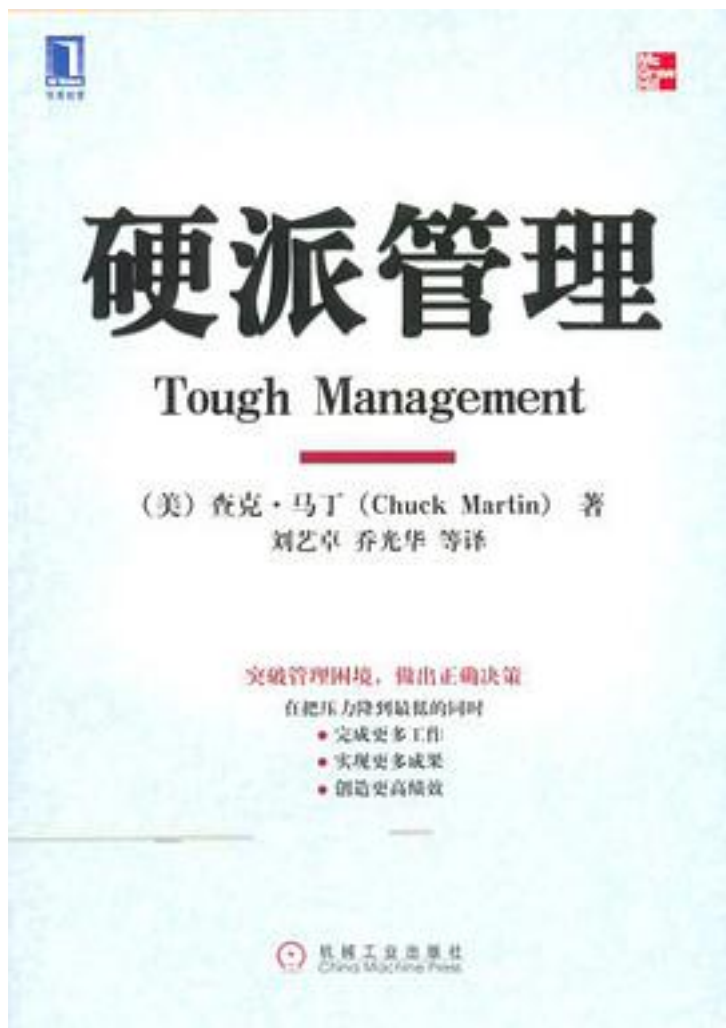 Mc
Graw
Hill
硬派管理
Tough Management
（美）查克·马丁（Chuck Martin） 著
刘艺卓 乔光华 等译
突破管理困境，做出正确决策
在把压力降到最低的同时
● 完成更多工作
● 实现更多成果
● 创造更高绩效
机械工业出版社
China Machine Press